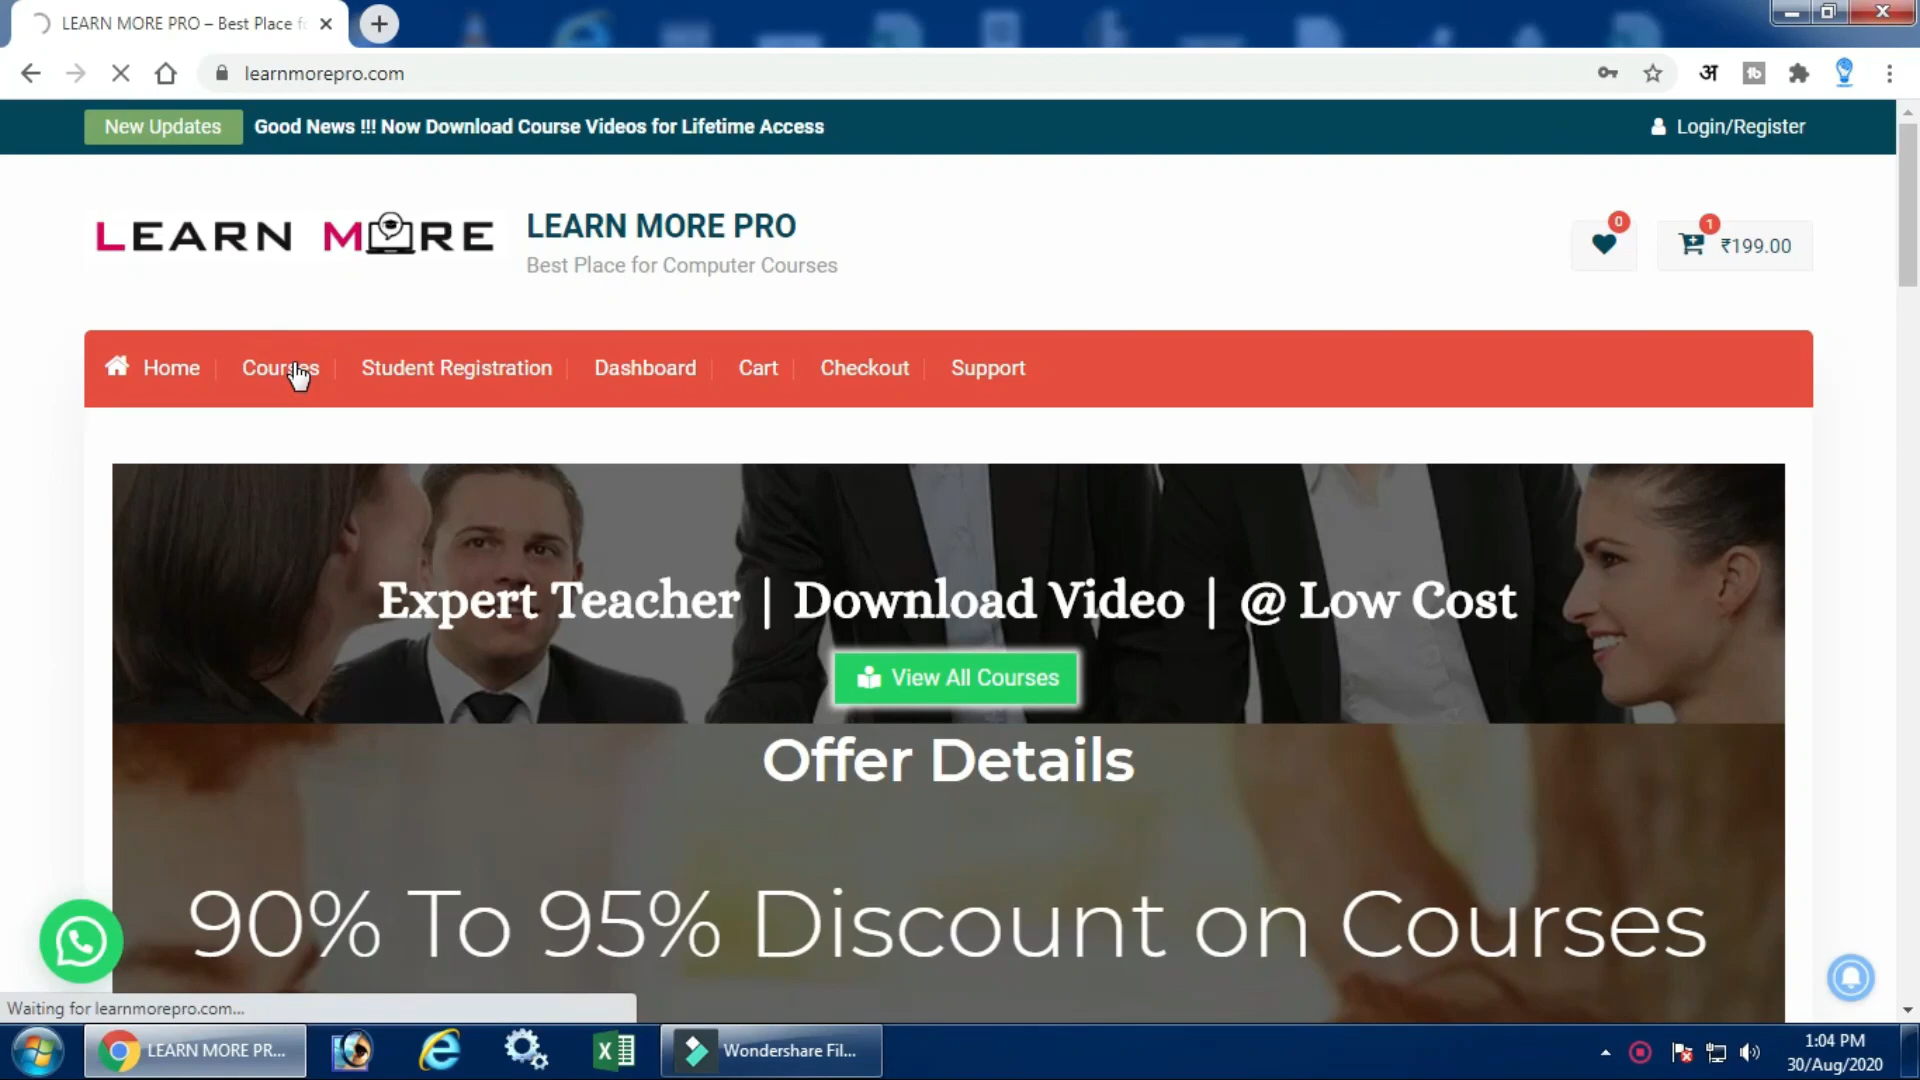 LEARN MORE PRO – Best Place f
learnmorepro.com
अ
New Updates
Good News !!! Now Download Course Videos for Lifetime Access
Login/Register
LEARN MORE
LEARN MORE PRO
Best Place for Computer Courses
0
1
₹199.00
Home
Courses
Student Registration
Dashboard
Cart
Checkout
Support
Expert Teacher | Download Video | @ Low Cost
View All Courses
Offer Details
90% To 95% Discount on Courses
Waiting for learnmorepro.com...
LEARN MORE PR...
Wondershare Fil...
1:04 PM
30/Aug/2020